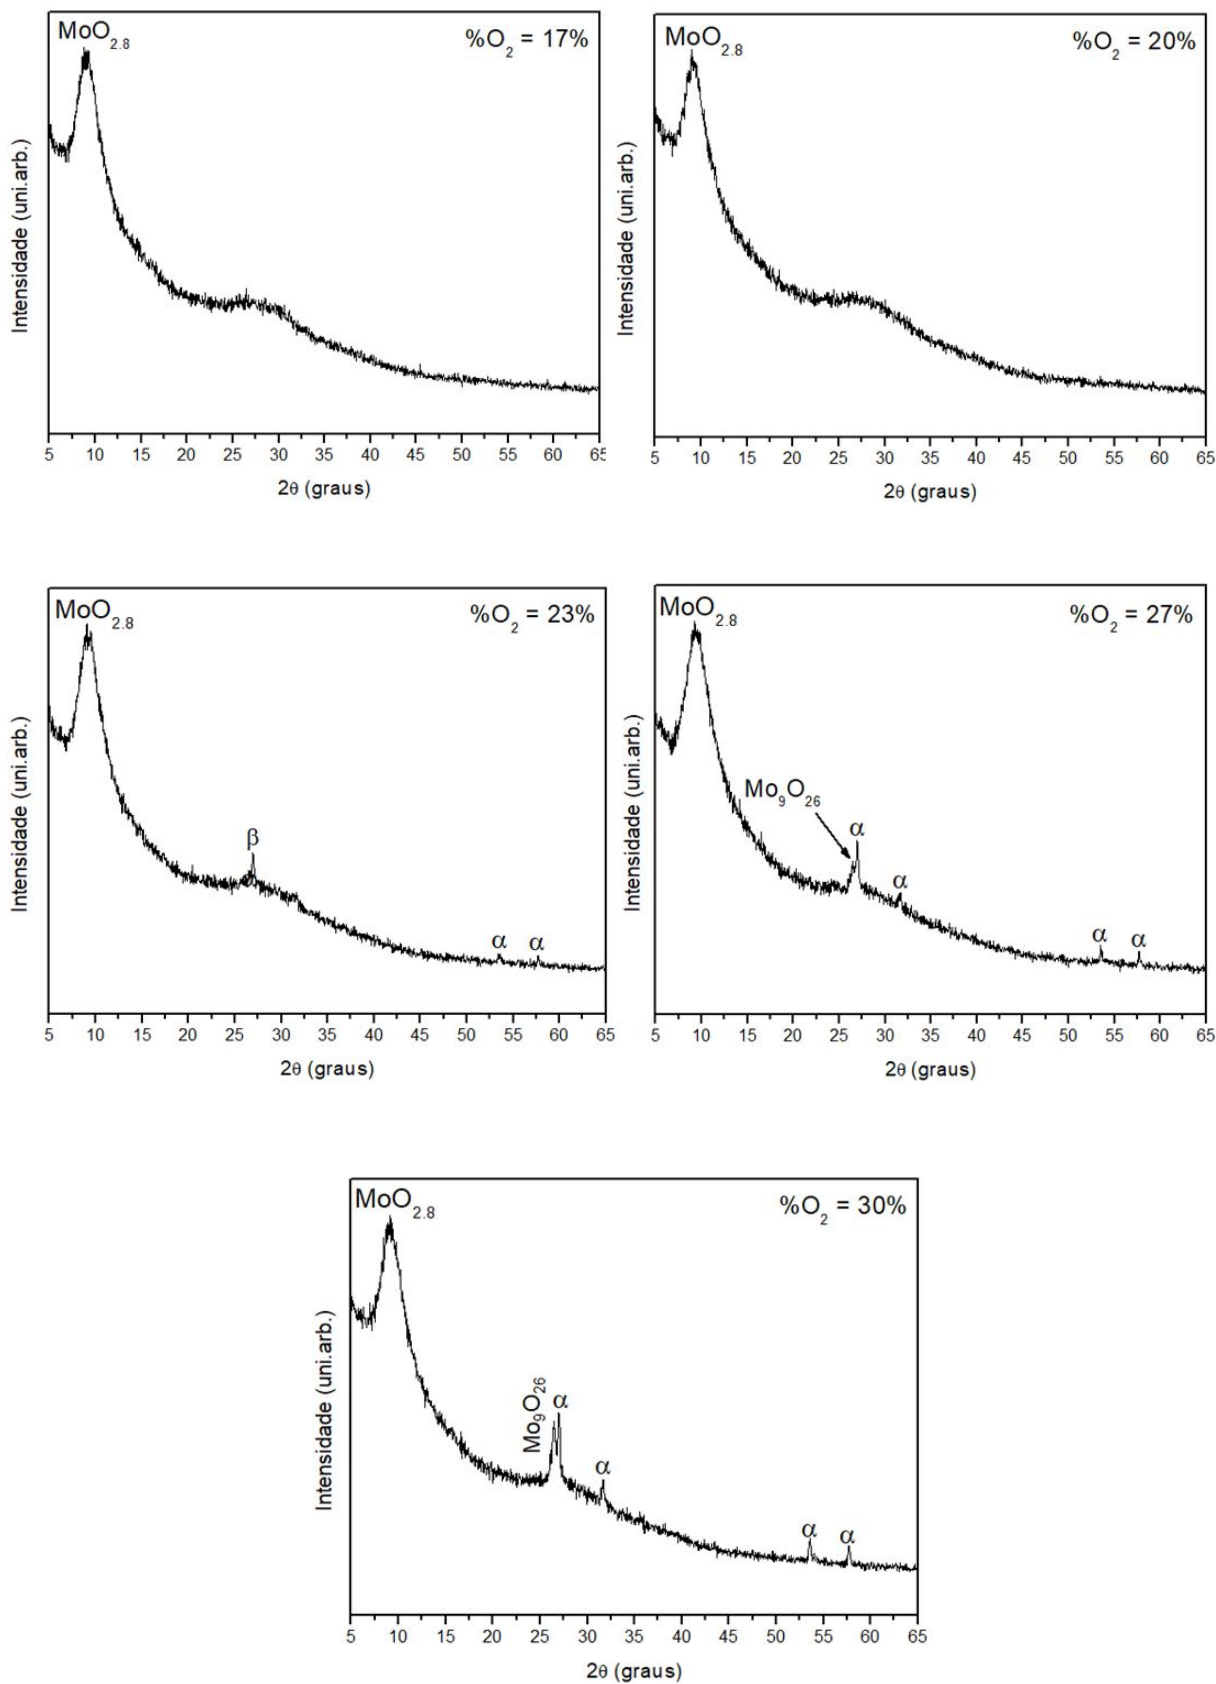 MoO2.8
%O2 = 17%
Intensidade (uni.arb.)
5 10 15 20 25 30 35 40 45 50 55 60 65
2θ (graus)
MoO2.8
%O2 = 20%
Intensidade (uni.arb.)
5 10 15 20 25 30 35 40 45 50 55 60 65
2θ (graus)
MoO2.8
%O2 = 23%
Intensidade (uni.arb.)
β
α α
5 10 15 20 25 30 35 40 45 50 55 60 65
2θ (graus)
MoO2.8
%O2 = 27%
Intensidade (uni.arb.)
Mo9O26
α
α
α α
5 10 15 20 25 30 35 40 45 50 55 60 65
2θ (graus)
MoO2.8
%O2 = 30%
Intensidade (uni.arb.)
Mo9O26 α
α
α α
5 10 15 20 25 30 35 40 45 50 55 60 65
2θ (graus)